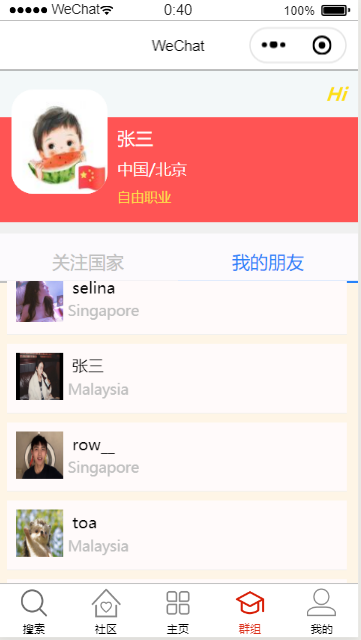 WeChat 0:40 100%
WeChat
Hi
张三
中国/北京
自由职业
关注国家 我的朋友
selina
Singapore
张三
Malaysia
row__
Singapore
toa
Malaysia
搜索 社区 主页 群组 我的